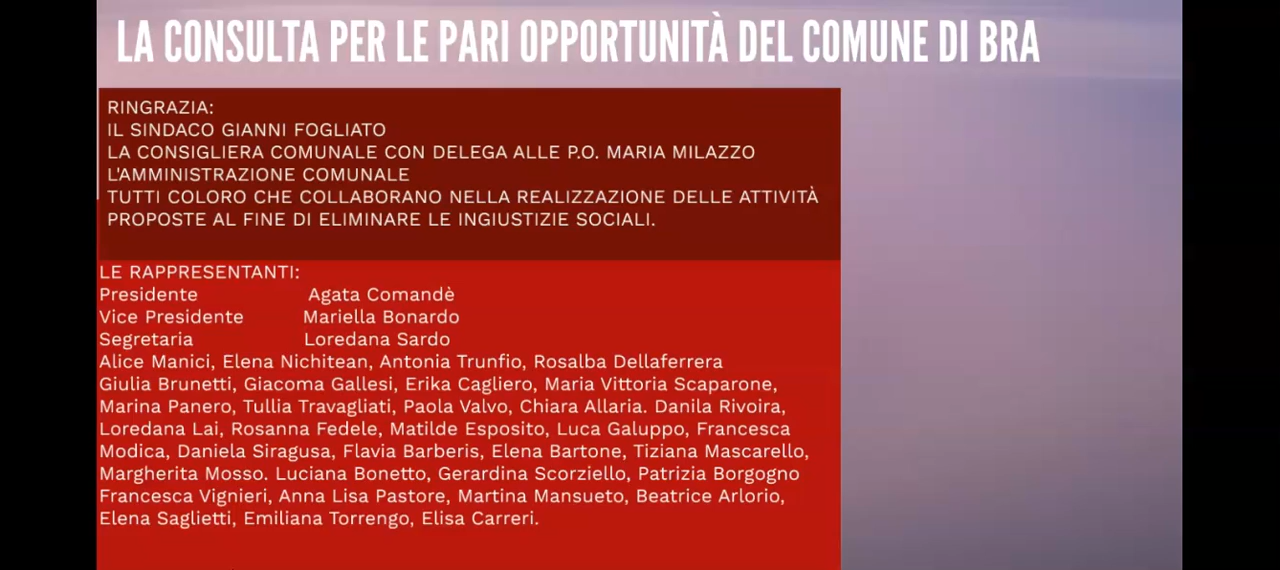 LA CONSULTA PER LE PARI OPPORTUNITÀ DEL COMUNE DI BRA
RINGRAZIA:
IL SINDACO GIANNI FOGLIATO
LA CONSIGLIERA COMUNALE CON DELEGA ALLE P.O. MARIA MILAZZO
L'AMMINISTRAZIONE COMUNALE
TUTTI COLORO CHE COLLABORANO NELLA REALIZZAZIONE DELLE ATTIVITÀ
PROPOSTE AL FINE DI ELIMINARE LE INGIUSTIZIE SOCIALI.
LE RAPPRESENTANTI:
Presidente Agata Comandè
Vice Presidente Mariella Bonardo
Segretaria Loredana Sardo
Alice Manici, Elena Nichitean, Antonia Trunfio, Rosalba Dellaferrera
Giulia Brunetti, Giacoma Gallesi, Erika Cagliero, Maria Vittoria Scaparone,
Marina Panero, Tullia Travagliati, Paola Valvo, Chiara Allaria. Danila Rivoira,
Loredana Lai, Rosanna Fedele, Matilde Esposito, Luca Galuppo, Francesca
Modica, Daniela Siragusa, Flavia Barberis, Elena Bartone, Tiziana Mascarello,
Margherita Mosso. Luciana Bonetto, Gerardina Scorziello, Patrizia Borgogno
Francesca Vignieri, Anna Lisa Pastore, Martina Mansueto, Beatrice Arlorio,
Elena Saglietti, Emiliana Torrengo, Elisa Carreri.